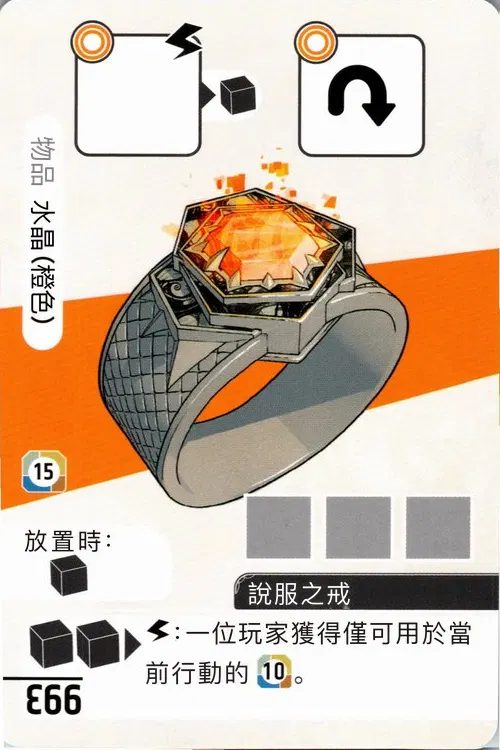 物品 水晶 (橙色)
15
放置時：
說服之戒
：一位玩家獲得僅可用於當
前行動的 10。
993